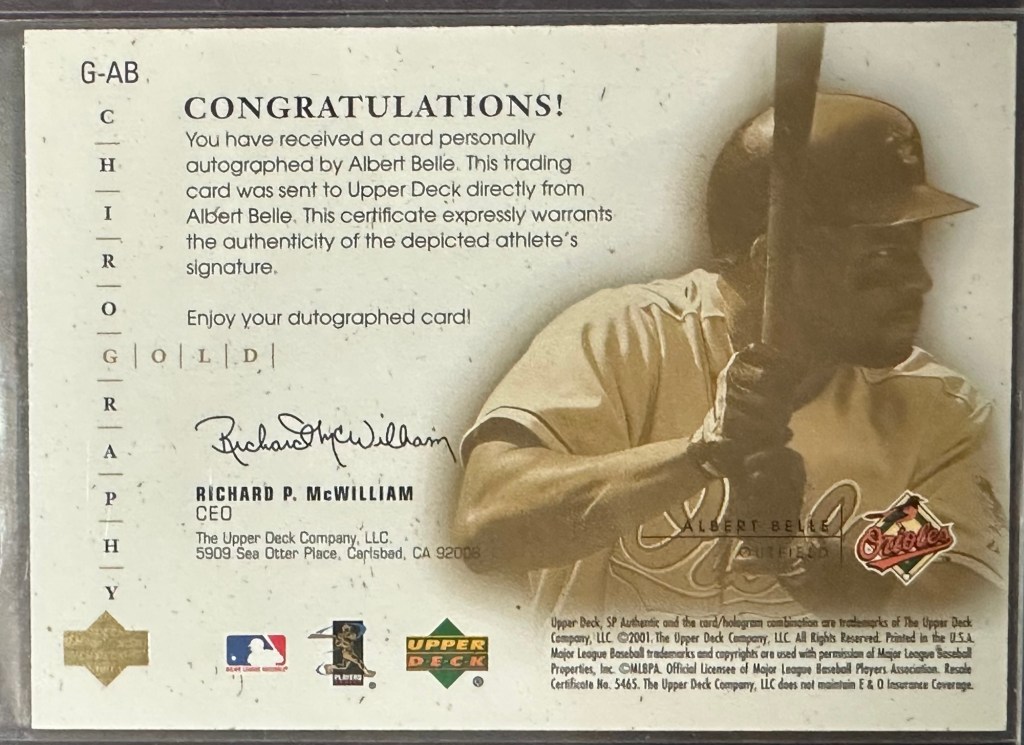 G-AB
CHIROGRAPHY
GOLD
CONGRATULATIONS!
You have received a card personally
autographed by Albert Belle. This trading
card was sent to Upper Deck directly from
Albert Belle. This certificate expressly warrants
the authenticity of the depicted athlete's
signature.
Enjoy your autographed card!
Richard McWilliam
RICHARD P. McWILLIAM
CEO
The Upper Deck Company, LLC.
5909 Sea Otter Place, Carlsbad, CA 92008
ALBERT BELLE
OUTFIELD
Orioles
MAJOR LEAGUE BASEBALL
PLAYERS
UPPER
DECK
®
Upper Deck, SP Authentic and the card/hologram combination are trademarks of The Upper Deck
Company, LLC. ©2001. The Upper Deck Company, LLC. All Rights Reserved. Printed in the U.S.A.
Major League Baseball trademarks and copyrights are used with permission of Major League Baseball
Properties, Inc. ©MLBPA. Official Licensee of Major League Baseball Players Association. Resale
Certificate No. 5465. The Upper Deck Company, LLC does not maintain E & O Insurance Coverage.